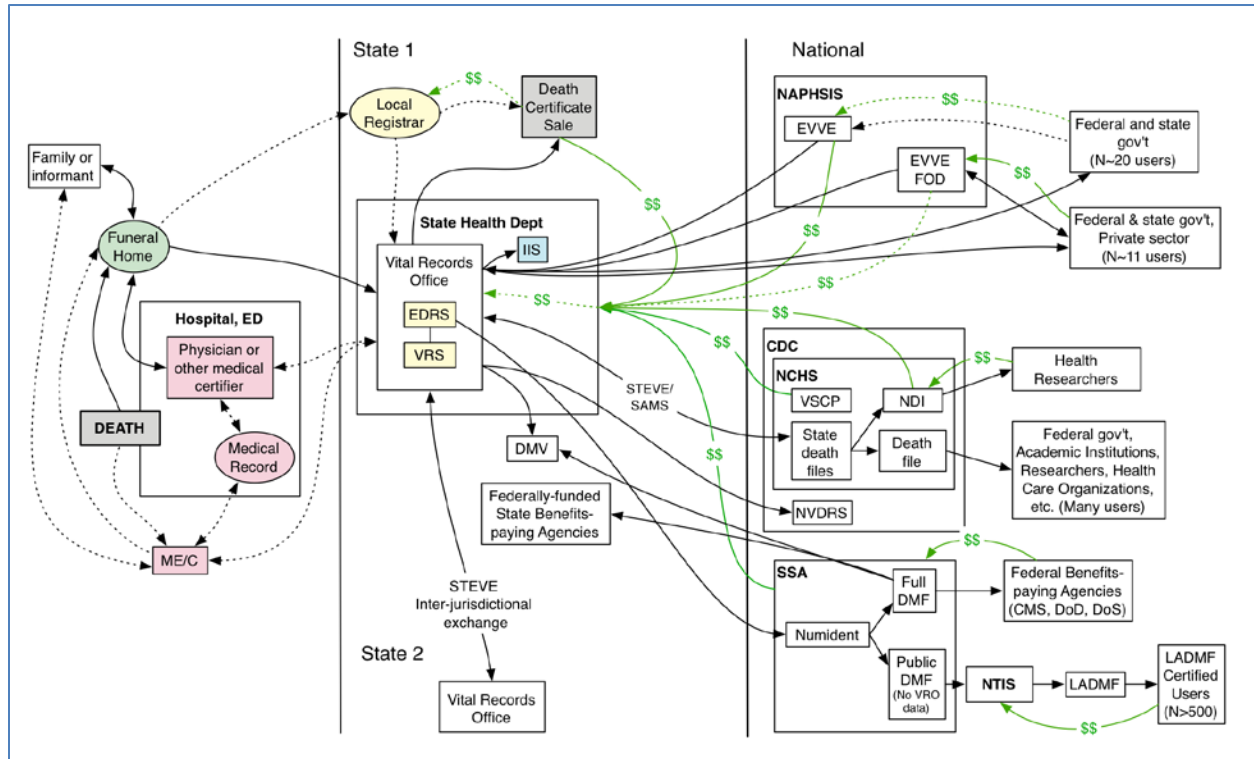 State 1
National
$$
Local
Registrar
Death
Certificate
Sale
NAPHSIS
EVVE
EVVE
FOD
$$
Federal and state
gov't
(N~20 users)
Family or
informant
Funeral
Home
$$
$$
$$
Federal & state gov't,
Private sector
(N~11 users)
State Health Dept
IIS
Vital Records
Office
EDRS
VRS
$$
$$
Hospital, ED
Physician or
other medical
certifier
DEATH
Medical
Record
ME/C
$$
$$
CDC
NCHS
VSCP
NDI
$$
Health
Researchers
STEVE/
SAMS
State
death
files
Death
file
Federal gov't,
Academic Institutions,
Researchers, Health
Care Organizations,
etc. (Many users)
DMV
NVDRS
Federally-funded
State Benefits-
paying Agencies
$$
SSA
Full
DMF
$$
Federal Benefits-
paying Agencies
(CMS, DoD, DoS)
STEVE
Inter-jurisdictional
exchange
Numident
Public
DMF
(No VRO
data)
NTIS
LADMF
LADMF
Certified
Users
(N>500)
$$
State 2
Vital Records
Office